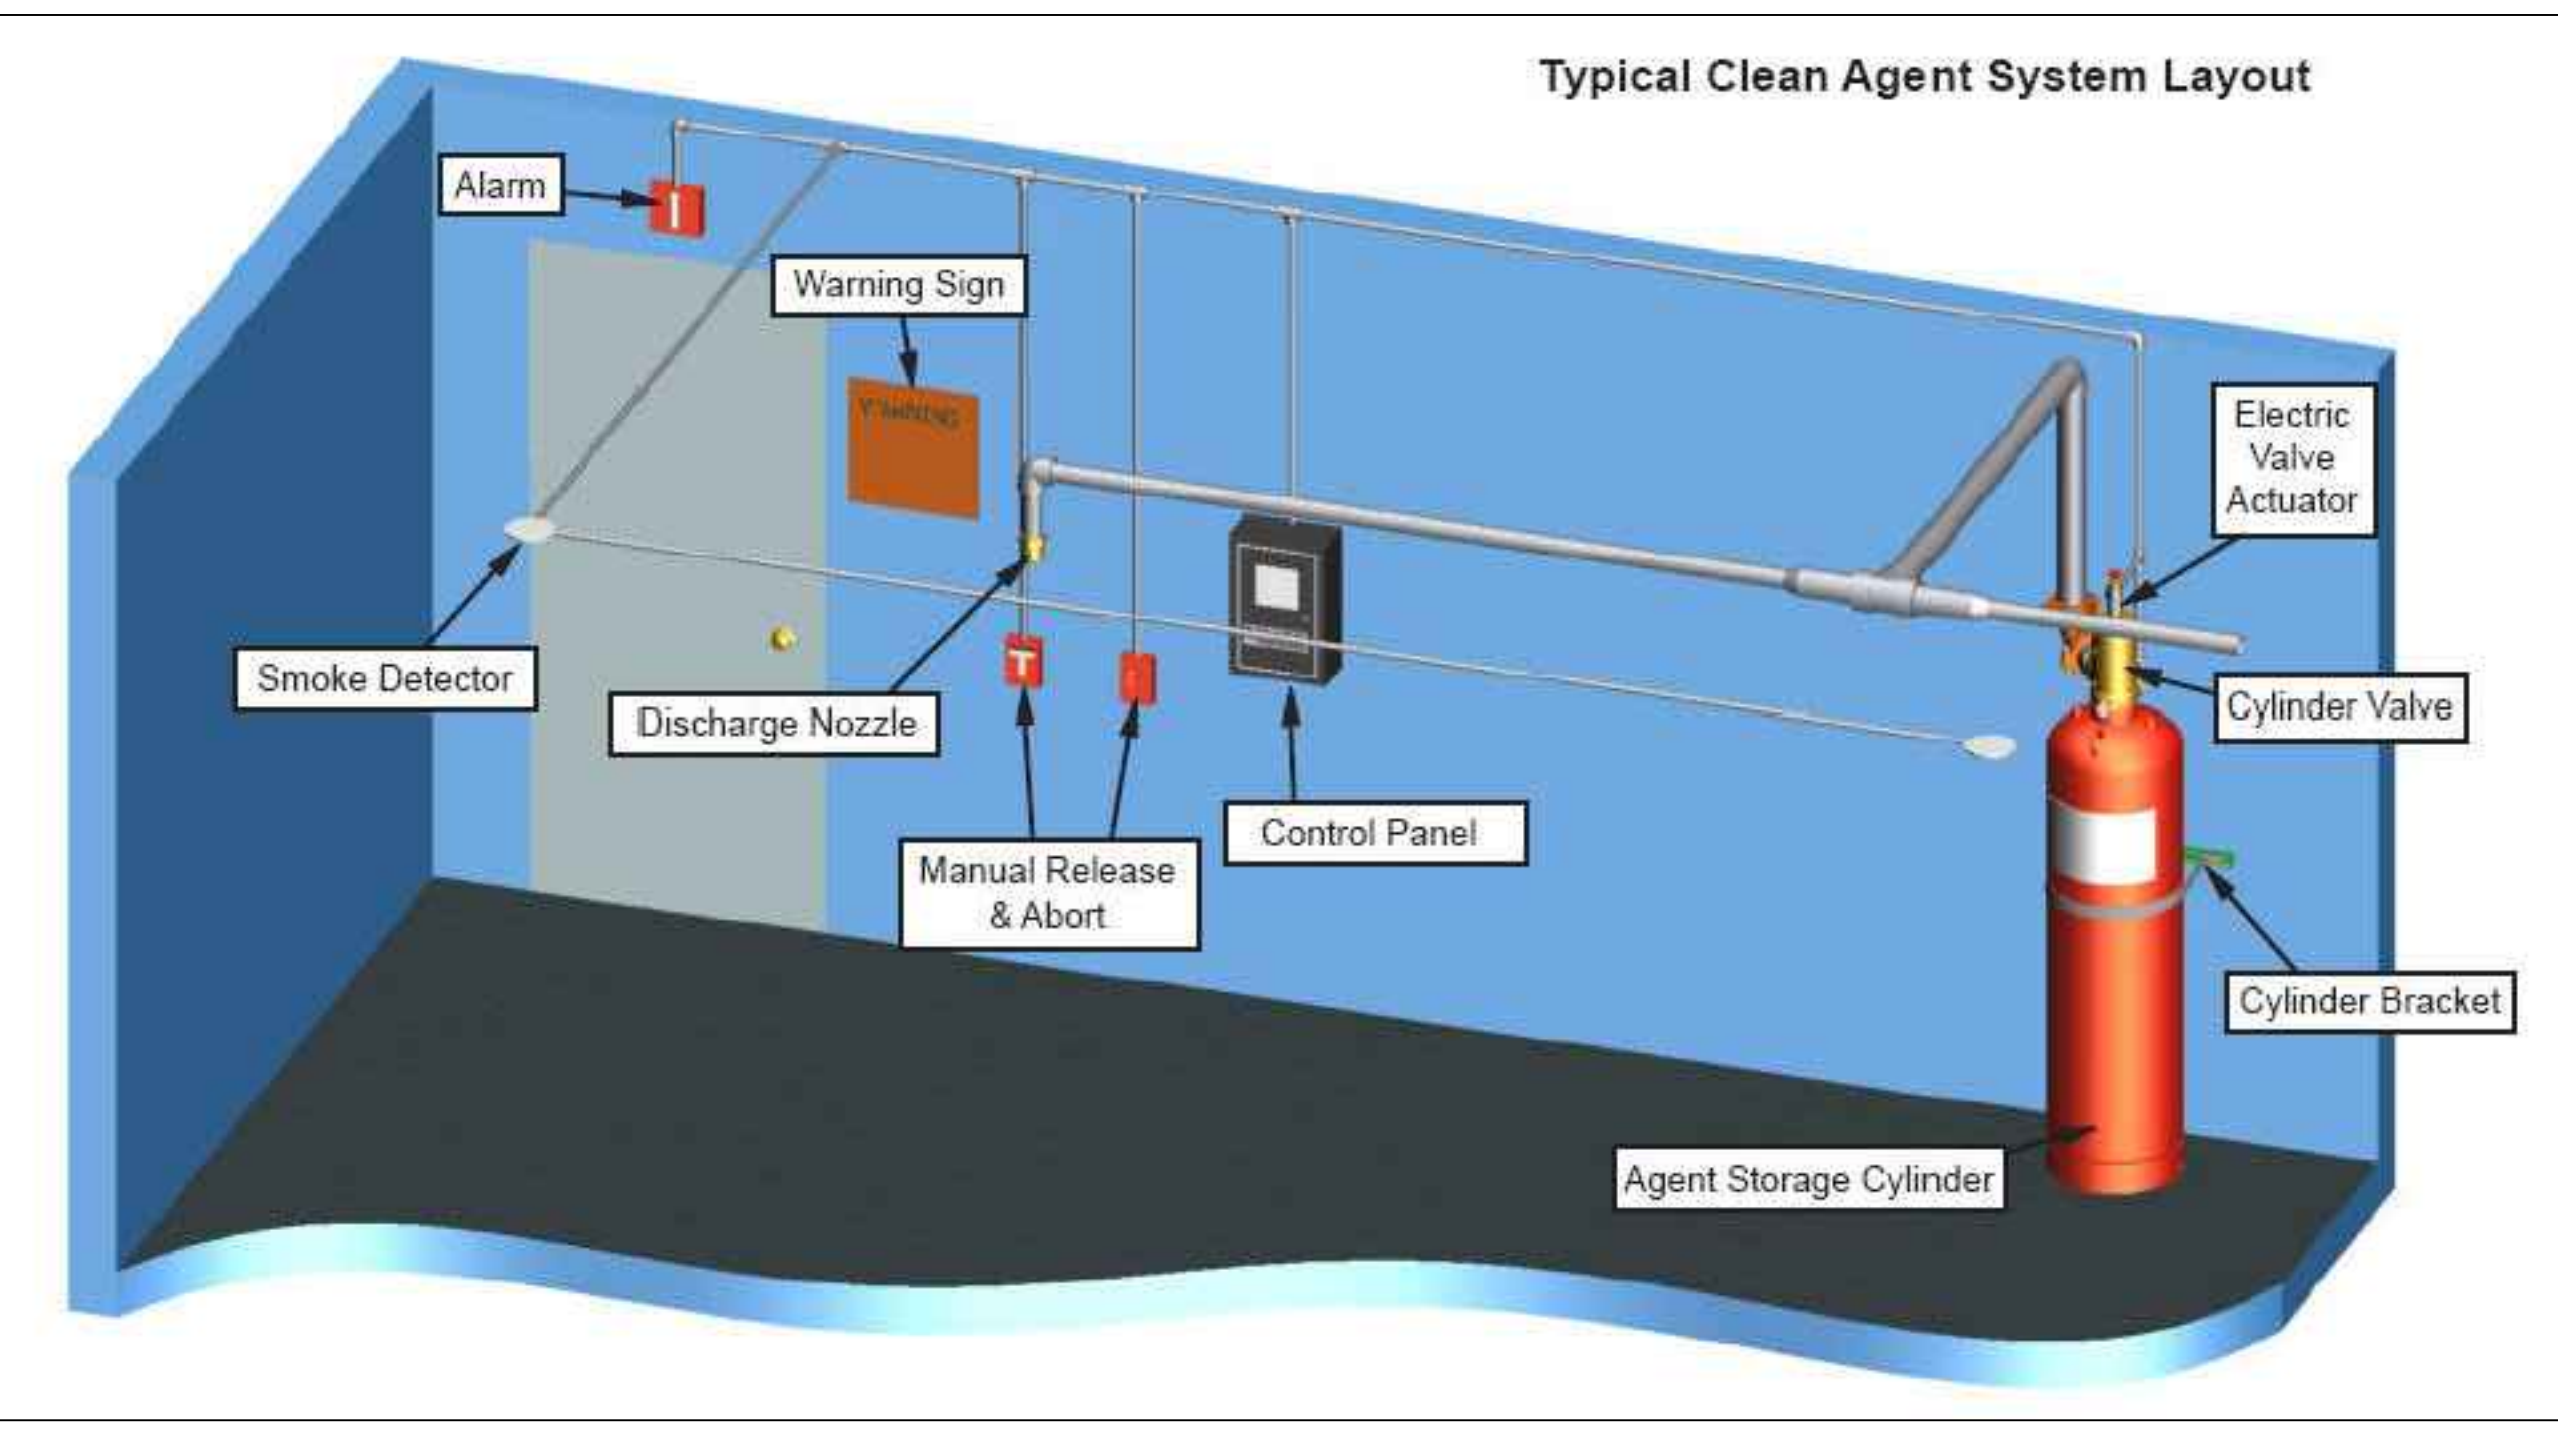 Typical Clean Agent System Layout
Alarm
Warning Sign
WARNING
Electric
Valve
Actuator
Smoke Detector
Discharge Nozzle
Cylinder Valve
Control Panel
Manual Release
& Abort
Cylinder Bracket
Agent Storage Cylinder